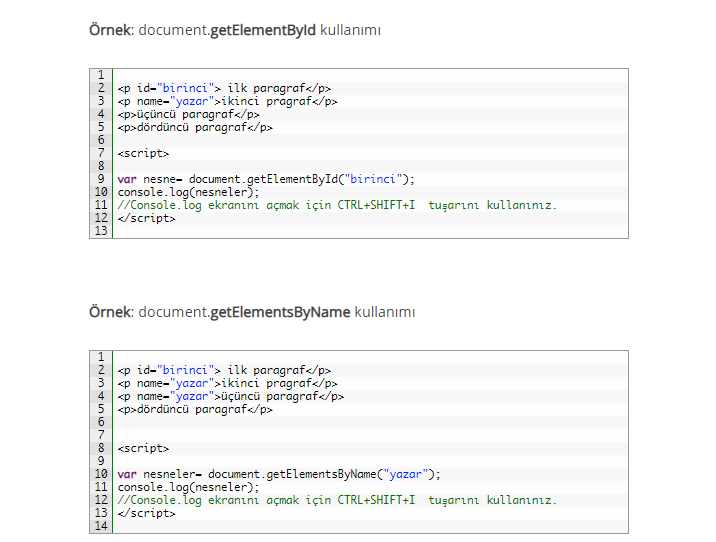 Örnek: document.getElementById kullanımı
1
2 <p id="birinci"> ilk paragraf</p>
3 <p name="yazar">ikinci pragraf</p>
4 <p>üçüncü paragraf</p>
5 <p>dördüncü paragraf</p>
6
7 <script>
8
9 var nesne= document.getElementById("birinci");
10 console.log(nesneler);
11 //Console.log ekranını açmak için CTRL+SHIFT+I  tuşarını kullanınız.
12 </script>
13
Örnek: document.getElementsByName kullanımı
1
2 <p id="birinci"> ilk paragraf</p>
3 <p name="yazar">ikinci pragraf</p>
4 <p name="yazar">üçüncü paragraf</p>
5 <p>dördüncü paragraf</p>
6
7
8 <script>
9
10 var nesneler= document.getElementsByName("yazar");
11 console.log(nesneler);
12 //Console.log ekranını açmak için CTRL+SHIFT+I  tuşarını kullanınız.
13 </script>
14